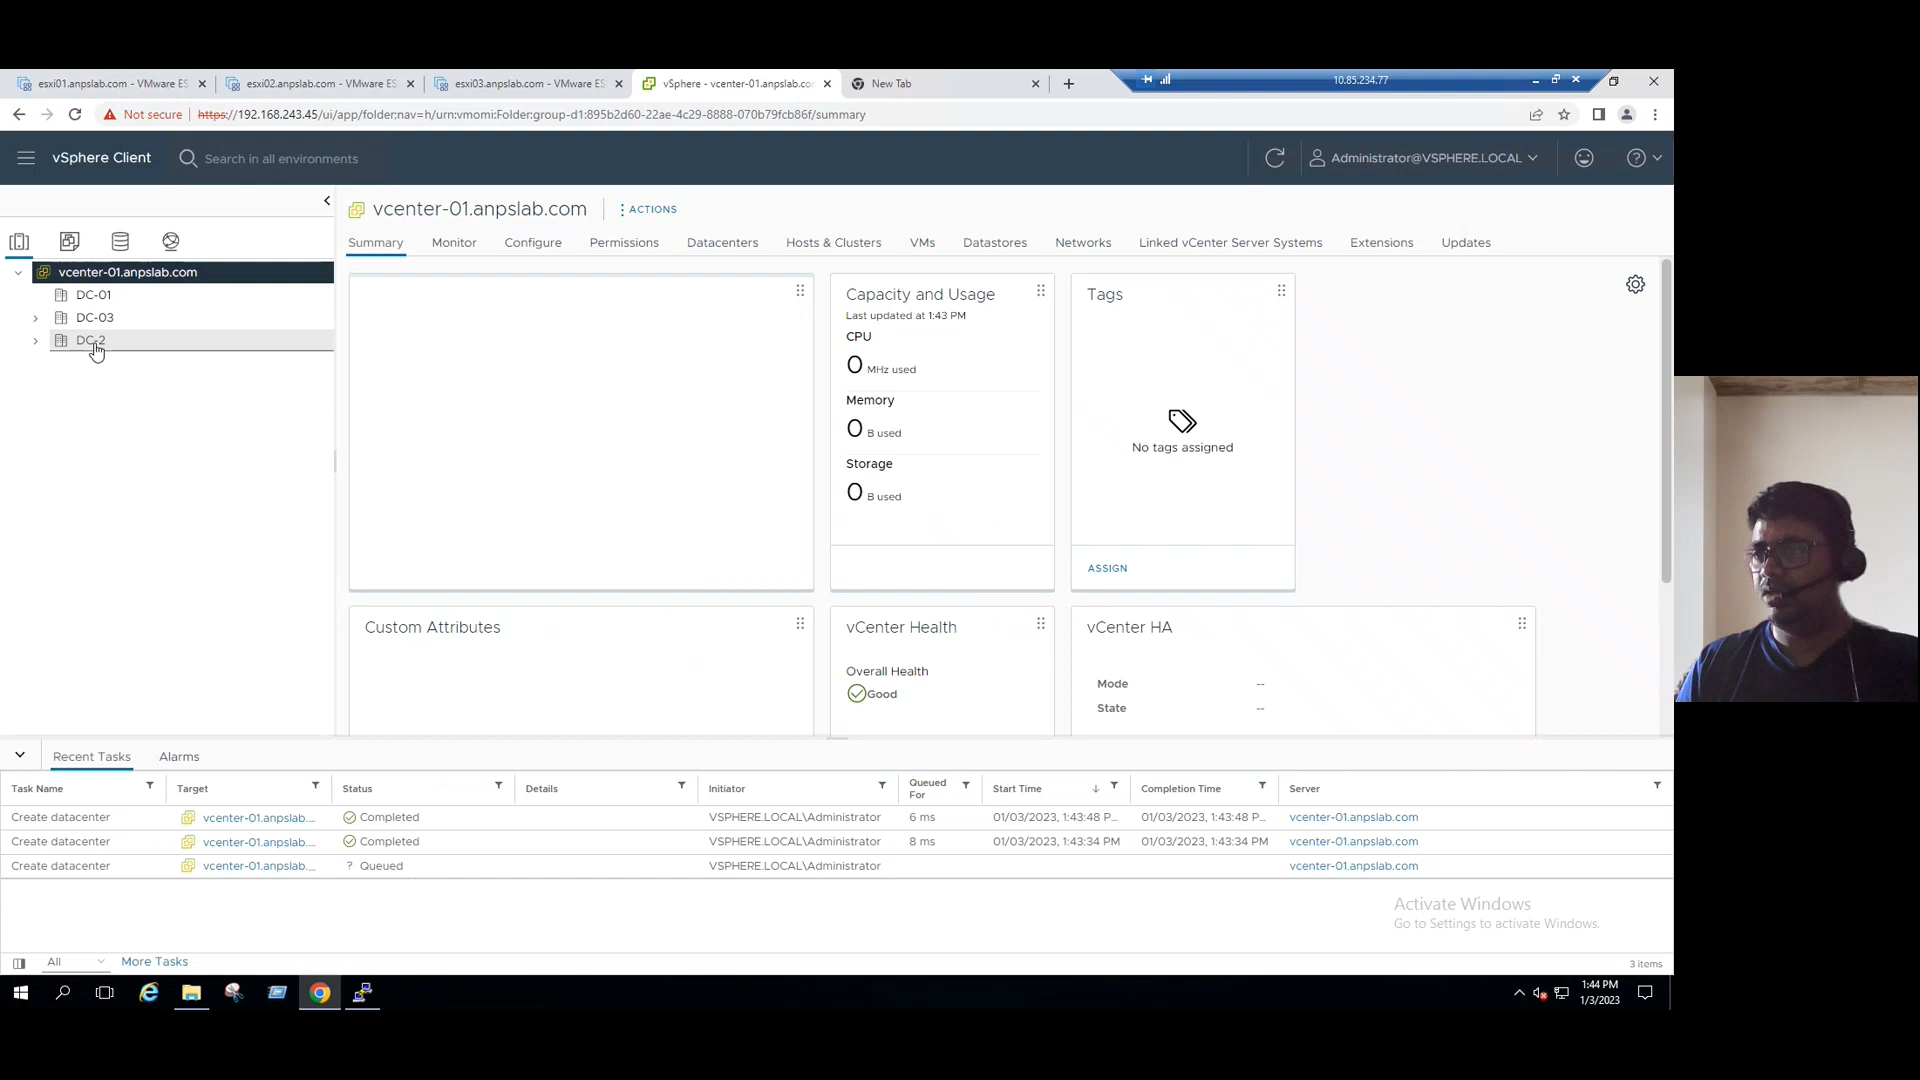 esxi01.anpslab.com - VMware ES
esxi02.anpslab.com - VMware ES
esxi03.anpslab.com - VMware ES
vSphere - vcenter-01.anpslab.co
New Tab
10.85.234.77
Not secure
https://192.168.243.45/ui/app/folder;nav=h/urn:vmomi:Folder:group-d1:895b2d60-22ae-4c29-8888-070b79fcb86f/summary
vSphere Client
Search in all environments
Administrator@VSPHERE.LOCAL
vcenter-01.anpslab.com
ACTIONS
Summary
Monitor
Configure
Permissions
Datacenters
Hosts & Clusters
VMs
Datastores
Networks
Linked vCenter Server Systems
Extensions
Updates
vcenter-01.anpslab.com
DC-01
DC-03
DC-2
Capacity and Usage
Last updated at 1:43 PM
CPU
0 MHz used
Memory
0 B used
Storage
0 B used
Tags
No tags assigned
ASSIGN
Custom Attributes
vCenter Health
Overall Health
Good
vCenter HA
Mode --
State --
Recent Tasks
Alarms
Task Name Target Status Details Initiator Queued For Start Time Completion Time Server
Create datacenter vcenter-01.anpslab.... Completed VSPHERE.LOCAL\Administrator 6 ms 01/03/2023, 1:43:48 P... 01/03/2023, 1:43:48 P... vcenter-01.anpslab.com
Create datacenter vcenter-01.anpslab.... Completed VSPHERE.LOCAL\Administrator 8 ms 01/03/2023, 1:43:34 PM 01/03/2023, 1:43:34 PM vcenter-01.anpslab.com
Create datacenter vcenter-01.anpslab.... ? Queued VSPHERE.LOCAL\Administrator vcenter-01.anpslab.com
Activate Windows
Go to Settings to activate Windows.
All
More Tasks
3 items
1:44 PM
1/3/2023